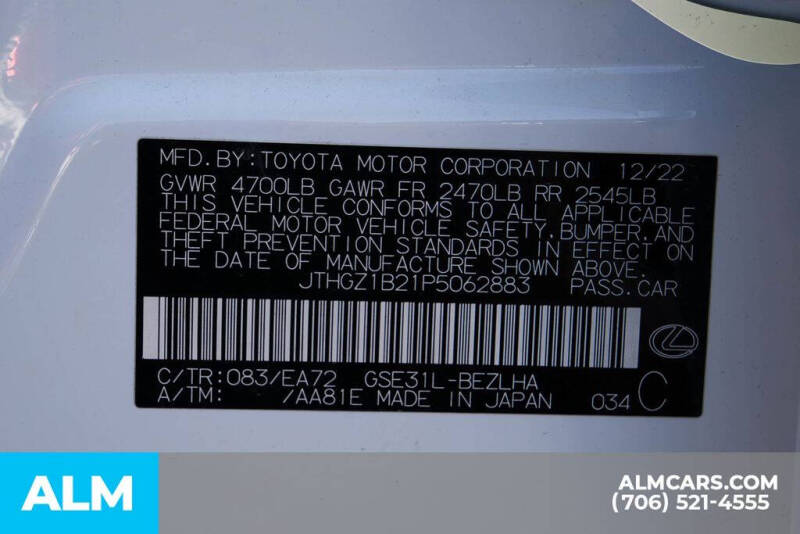 MFD.BY:TOYOTA MOTOR CORPORATION 12/22
GVWR 4700LB GAWR FR 2470LB RR 2545LB
THIS VEHICLE CONFORMS TO ALL APPLICABLE
FEDERAL MOTOR VEHICLE SAFETY,BUMPER,AND
THEFT PREVENTION STANDARDS IN EFFECT ON
THE DATE OF MANUFACTURE SHOWN ABOVE.
JTHGZ1B21P5062883 PASS.CAR
C/TR:083/EA72 GSE31L-BEZLHA
A/TM: /AA81E MADE IN JAPAN 034 C
ALM
ALMCARS.COM
(706) 521-4555